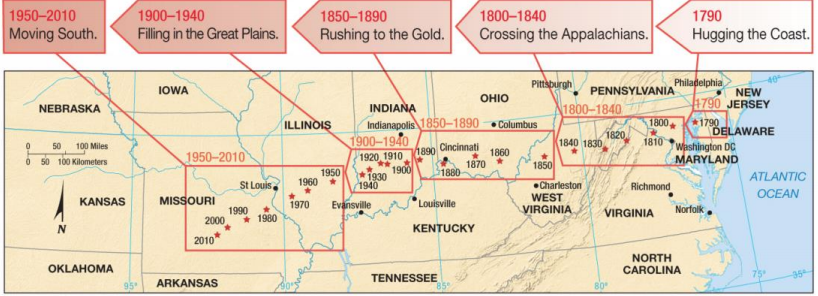 1950–2010
Moving South.
1900–1940
Filling in the Great Plains.
1850–1890
Rushing to the Gold.
1800–1840
Crossing the Appalachians.
1790
Hugging the Coast.
40°
IOWA
NEBRASKA
Pittsburgh
PENNSYLVANIA
Philadelphia
NEW
JERSEY
OHIO
INDIANA
ILLINOIS
Indianapolis
1850–1890
Columbus
1800–1840
1790
1790
DELAWARE
1800
1810
1820
1830
1840
Washington DC
MARYLAND
0 50 100 Miles
0 50 100 Kilometers
1950–2010
1900–1940
1920
1910
1900
1930
1940
1890
Cincinnati
1880
1870
1860
1850
ATLANTIC
OCEAN
N
KANSAS
MISSOURI
St Louis
1950
1960
1970
1980
1990
2000
2010
Evansville
Louisville
Charleston
WEST
VIRGINIA
Richmond
VIRGINIA
Norfolk
KENTUCKY
OKLAHOMA
ARKANSAS
TENNESSEE
NORTH
CAROLINA
95°
90°
85°
80°
75°
35°